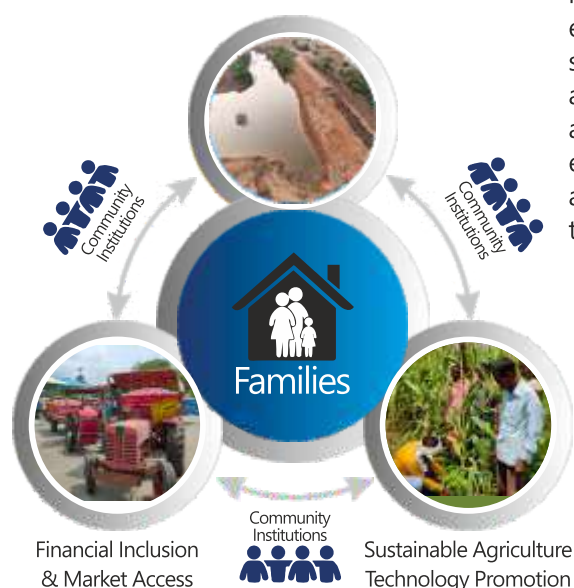 Community
Institutions
Community
Institutions
Families
Community
Institutions
Financial Inclusion
& Market Access
Sustainable Agriculture
Technology Promotion